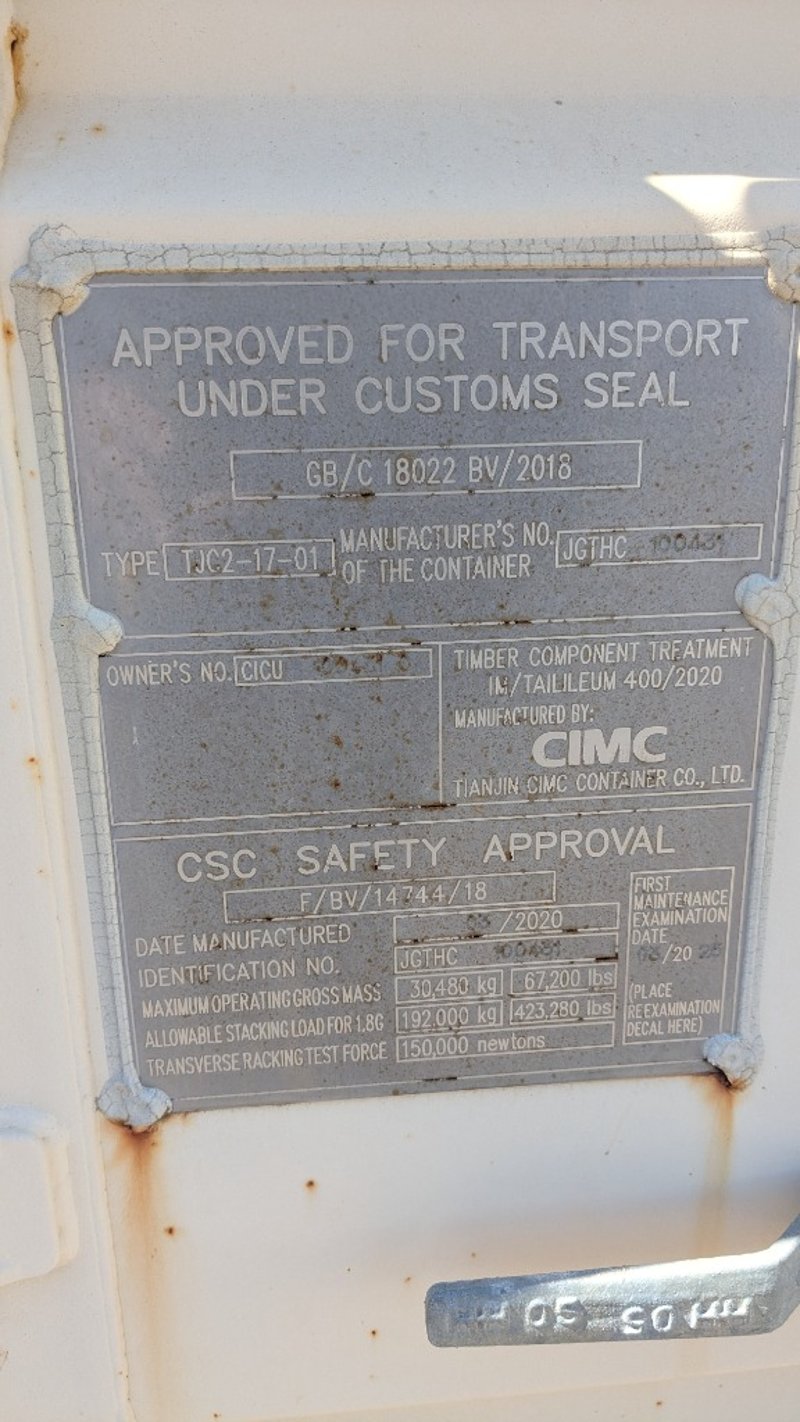 APPROVED FOR TRANSPORT
UNDER CUSTOMS SEAL
GB/C 18022 BV/2018
TYPE TJC2-17-01
MANUFACTURER'S NO.
OF THE CONTAINER
JGTHC
OWNER'S NO. CICU
TIMBER COMPONENT TREATMENT
IM/TAILILEUM 400/2020
MANUFACTURED BY:
CIMC
TIANJIN CIMC CONTAINER CO., LTD.
CSC SAFETY APPROVAL
F/BV/14744/18
DATE MANUFACTURED /2020
IDENTIFICATION NO. JGTHC
MAXIMUM OPERATING GROSS MASS 30,480 kg 67,200 lbs
ALLOWABLE STACKING LOAD FOR 1.8G 192,000 kg 423,280 lbs
TRANSVERSE RACKING TEST FORCE 150,000 newtons
FIRST
MAINTENANCE
EXAMINATION
DATE
/20
(PLACE
REEXAMINATION
DECAL HERE)